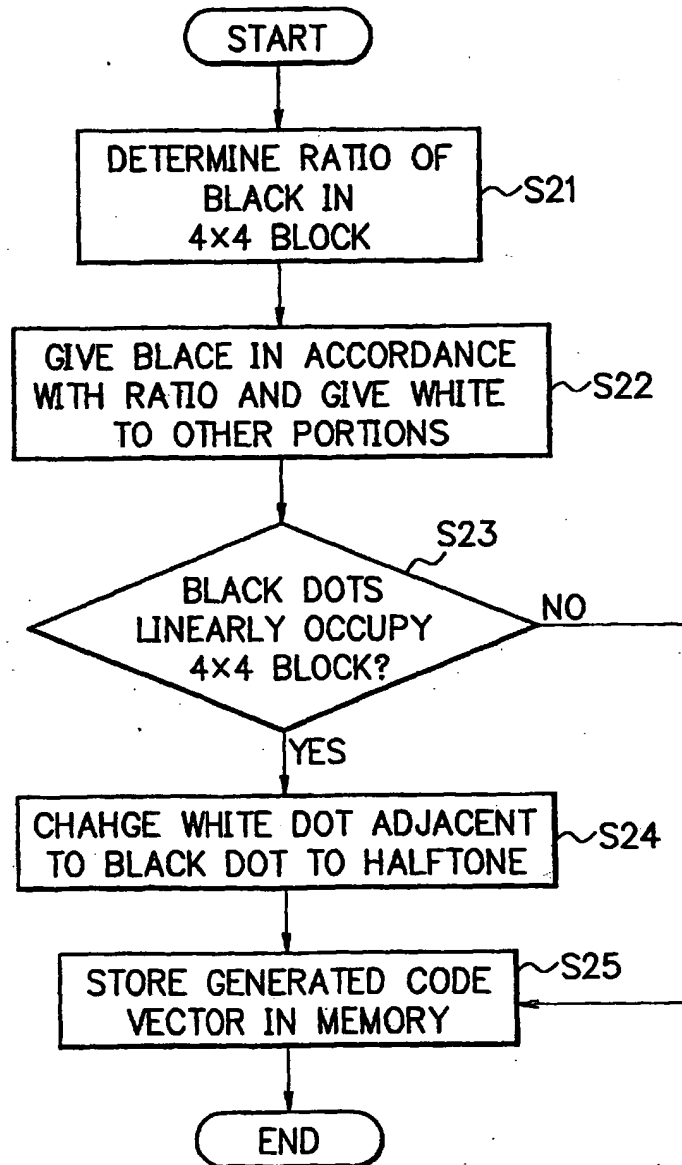 START
DETERMINE RATIO OF
BLACK IN
4×4 BLOCK
S21
GIVE BLACE IN ACCORDANCE
WITH RATIO AND GIVE WHITE
TO OTHER PORTIONS
S22
S23
BLACK DOTS
LINEARLY OCCUPY
4×4 BLOCK?
NO
YES
CHAHGE WHITE DOT ADJACENT
TO BLACK DOT TO HALFTONE
S24
STORE GENERATED CODE
VECTOR IN MEMORY
S25
END